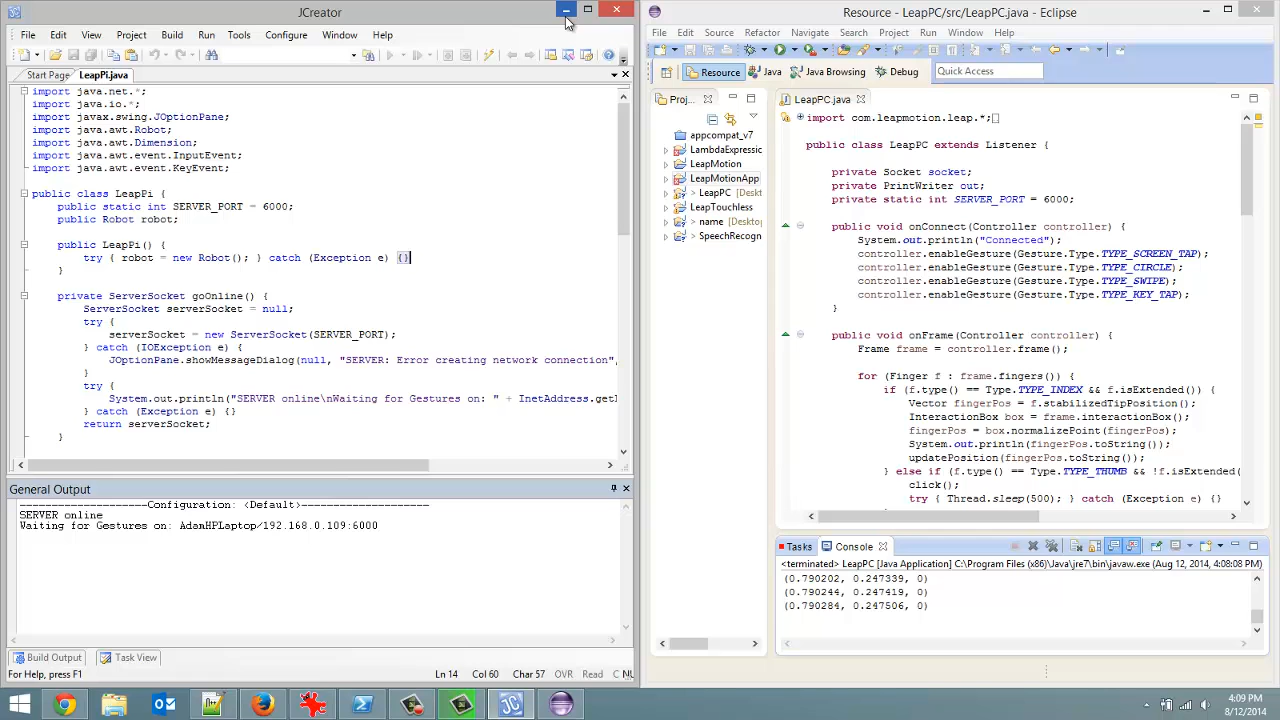 JCreator
File Edit View Project Build Run Tools Configure Window Help
Start Page LeapPi.java
import java.net.*;
import java.io.*;
import javax.swing.JOptionPane;
import java.awt.Robot;
import java.awt.Dimension;
import java.awt.event.InputEvent;
import java.awt.event.KeyEvent;
public class LeapPi {
public static int SERVER_PORT = 6000;
public Robot robot;
public LeapPi() {
try { robot = new Robot(); } catch (Exception e) {}
}
private ServerSocket goOnline() {
ServerSocket serverSocket = null;
try {
serverSocket = new ServerSocket(SERVER_PORT);
} catch (IOException e) {
JOptionPane.showMessageDialog(null, "SERVER: Error creating network connection",
}
try {
System.out.println("SERVER online\nWaiting for Gestures on: " + InetAddress.getl
} catch (Exception e) {}
return serverSocket;
}
General Output
--------------------Configuration: <Default>--------------------
SERVER online
Waiting for Gestures on: AdamHPLaptop/192.168.0.109:6000
Build Output Task View
For Help, press F1
Ln 14 Col 60 Char 57 OVR Read C NU
Resource - LeapPC/src/LeapPC.java - Eclipse
File Edit Source Refactor Navigate Search Project Run Window Help
Resource Java Java Browsing Debug Quick Access
Proj...
appcompat_v7
LambdaExpressic
LeapMotion
LeapMotionApp
> LeapPC [Desk
LeapTouchless
> name [Deskto
> SpeechRecogn
LeapPC.java
import com.leapmotion.leap.*;
public class LeapPC extends Listener {
private Socket socket;
private PrintWriter out;
private static int SERVER_PORT = 6000;
public void onConnect(Controller controller) {
System.out.println("Connected");
controller.enableGesture(Gesture.Type.TYPE_SCREEN_TAP);
controller.enableGesture(Gesture.Type.TYPE_CIRCLE);
controller.enableGesture(Gesture.Type.TYPE_SWIPE);
controller.enableGesture(Gesture.Type.TYPE_KEY_TAP);
}
public void onFrame(Controller controller) {
Frame frame = controller.frame();
for (Finger f : frame.fingers()) {
if (f.type() == Type.TYPE_INDEX && f.isExtended()) {
Vector fingerPos = f.stabilizedTipPosition();
InteractionBox box = frame.interactionBox();
fingerPos = box.normalizePoint(fingerPos);
System.out.println(fingerPos.toString());
updatePosition(fingerPos.toString());
} else if (f.type() == Type.TYPE_THUMB && !f.isExtended(
click();
try { Thread.sleep(500); } catch (Exception e) {}
Tasks Console
<terminated> LeapPC [Java Application] C:\Program Files (x86)\Java\jre7\bin\javaw.exe (Aug 12, 2014, 4:08:08 PM)
(0.790202, 0.247339, 0)
(0.790244, 0.247419, 0)
(0.790284, 0.247506, 0)
4:09 PM
8/12/2014